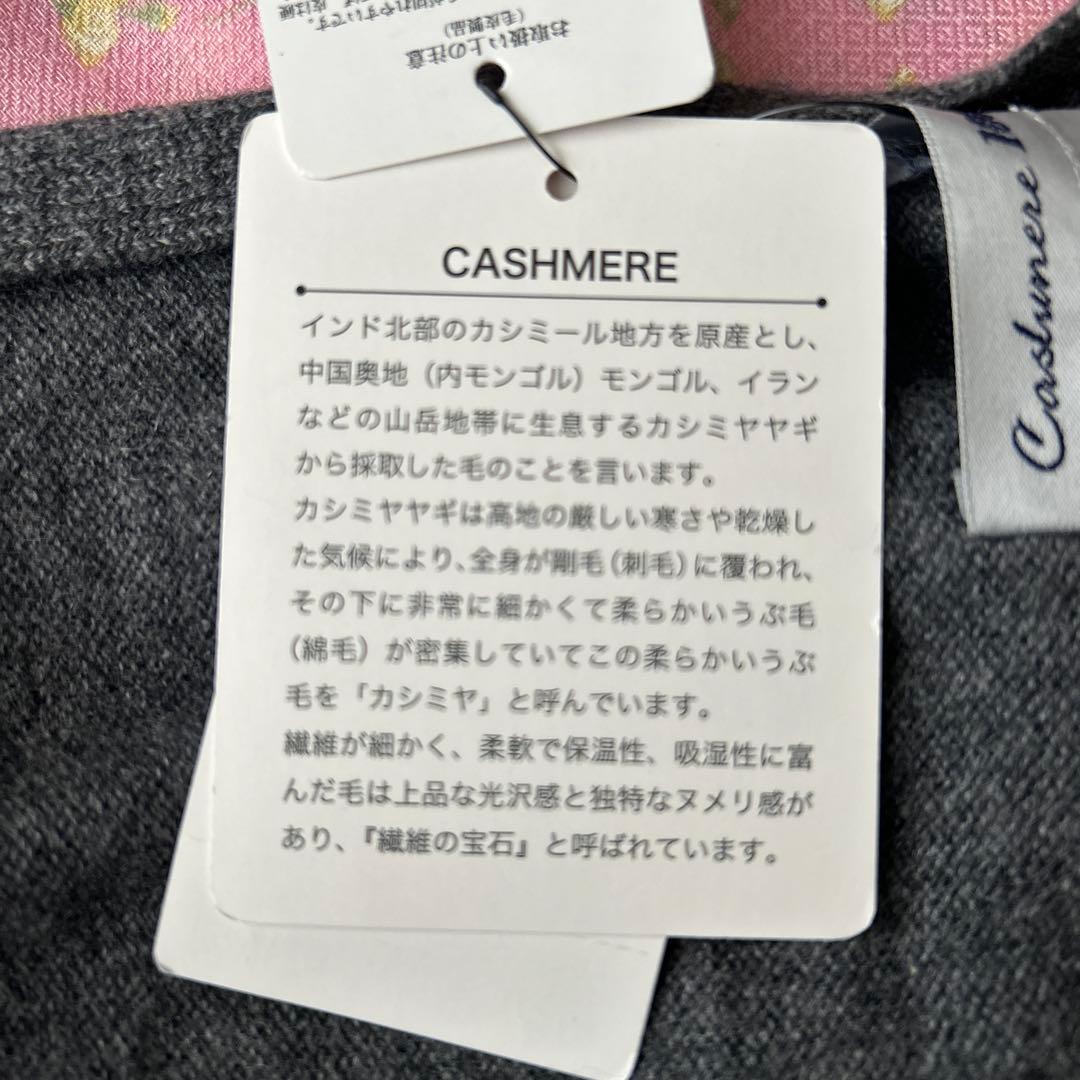 お取扱い上の注意
(毛皮製品)
CASHMERE
インド北部のカシミール地方を原産とし、
中国奥地（内モンゴル）モンゴル、イラン
などの山岳地帯に生息するカシミヤヤギ
から採取した毛のことを言います。
カシミヤヤギは高地の厳しい寒さや乾燥し
た気候により、全身が剛毛（刺毛）に覆われ、
その下に非常に細かくて柔らかいうぶ毛
（綿毛）が密集していてこの柔らかいうぶ
毛を「カシミヤ」と呼んでいます。
繊維が細かく、柔軟で保温性、吸湿性に富
んだ毛は上品な光沢感と独特なヌメリ感が
あり、『繊維の宝石』と呼ばれています。
Cashmere